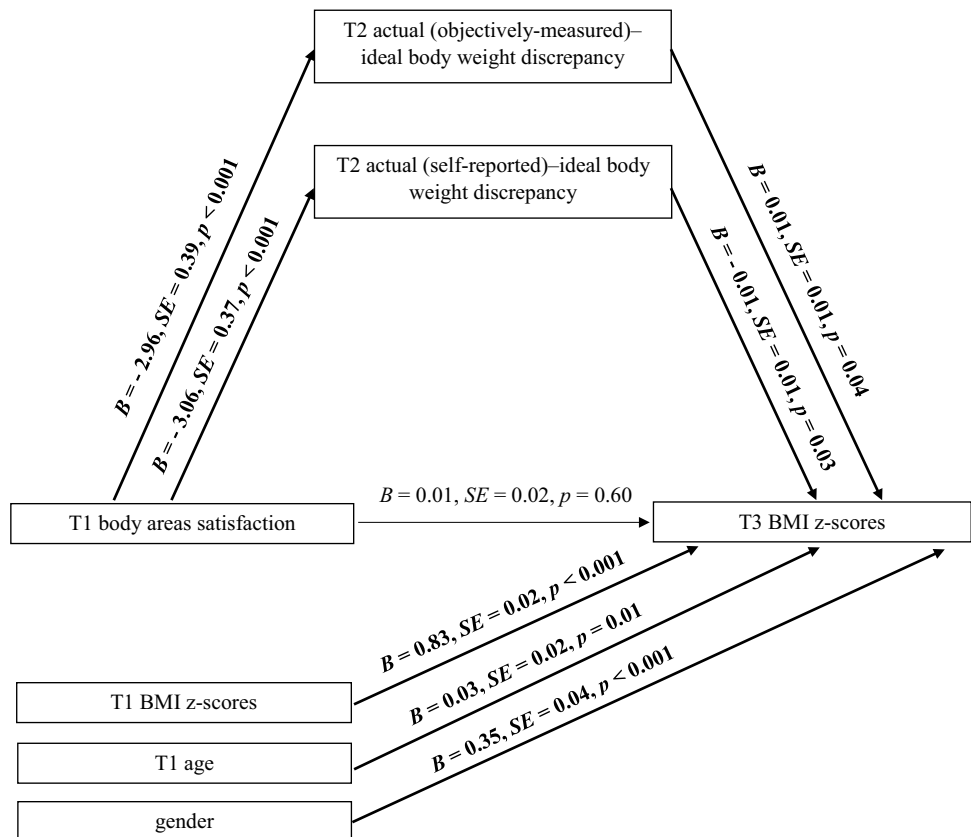 T2 actual (objectively-measured)–
ideal body weight discrepancy
T2 actual (self-reported)–ideal body
weight discrepancy
B = - 2.96, SE = 0.39, p < 0.001
B = - 3.06, SE = 0.37, p < 0.001
B = 0.01, SE = 0.01, p = 0.04
B = - 0.01, SE = 0.01, p = 0.03
B = 0.01, SE = 0.02, p = 0.60
T1 body areas satisfaction
T3 BMI z-scores
B = 0.83, SE = 0.02, p < 0.001
B = 0.03, SE = 0.02, p = 0.01
B = 0.35, SE = 0.04, p < 0.001
T1 BMI z-scores
T1 age
gender